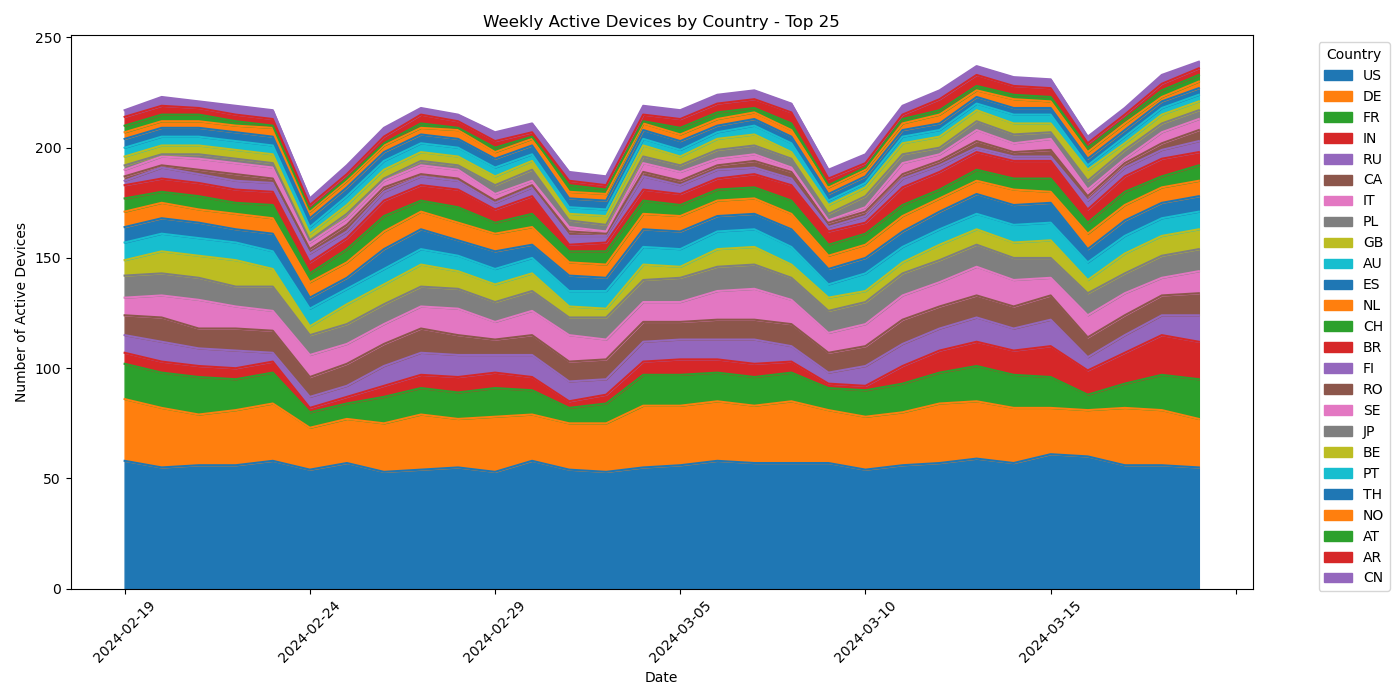 Weekly Active Devices by Country - Top 25
Number of Active Devices
250
200
150
100
50
0
2024-02-19
2024-02-24
2024-02-29
2024-03-05
2024-03-10
2024-03-15
Date
Country
US
DE
FR
IN
RU
CA
IT
PL
GB
AU
ES
NL
CH
BR
FI
RO
SE
JP
BE
PT
TH
NO
AT
AR
CN